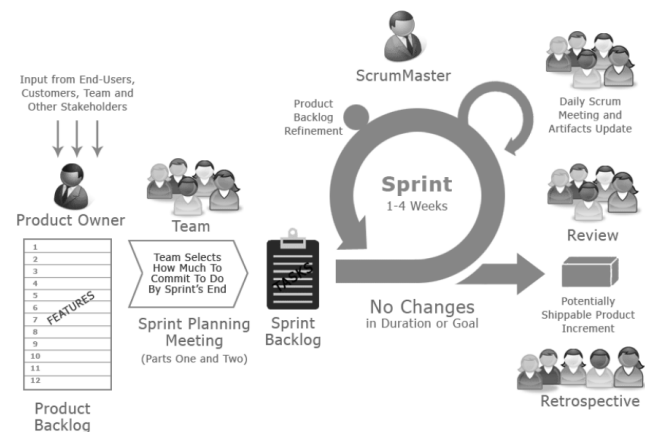 Input from End-Users,
Customers, Team and
Other Stakeholders
Product Owner
1
2
3
4
5
6
7
8
9
10
11
12
FEATURES
Product
Backlog
Team
Team Selects
How Much To
Commit To Do
By Sprint's End
Sprint Planning
Meeting
(Parts One and Two)
TASKS
Sprint
Backlog
ScrumMaster
Product
Backlog
Refinement
Sprint
1-4 Weeks
No Changes
in Duration or Goal
Daily Scrum
Meeting and
Artifacts Update
Review
Potentially
Shippable Product
Increment
Retrospective